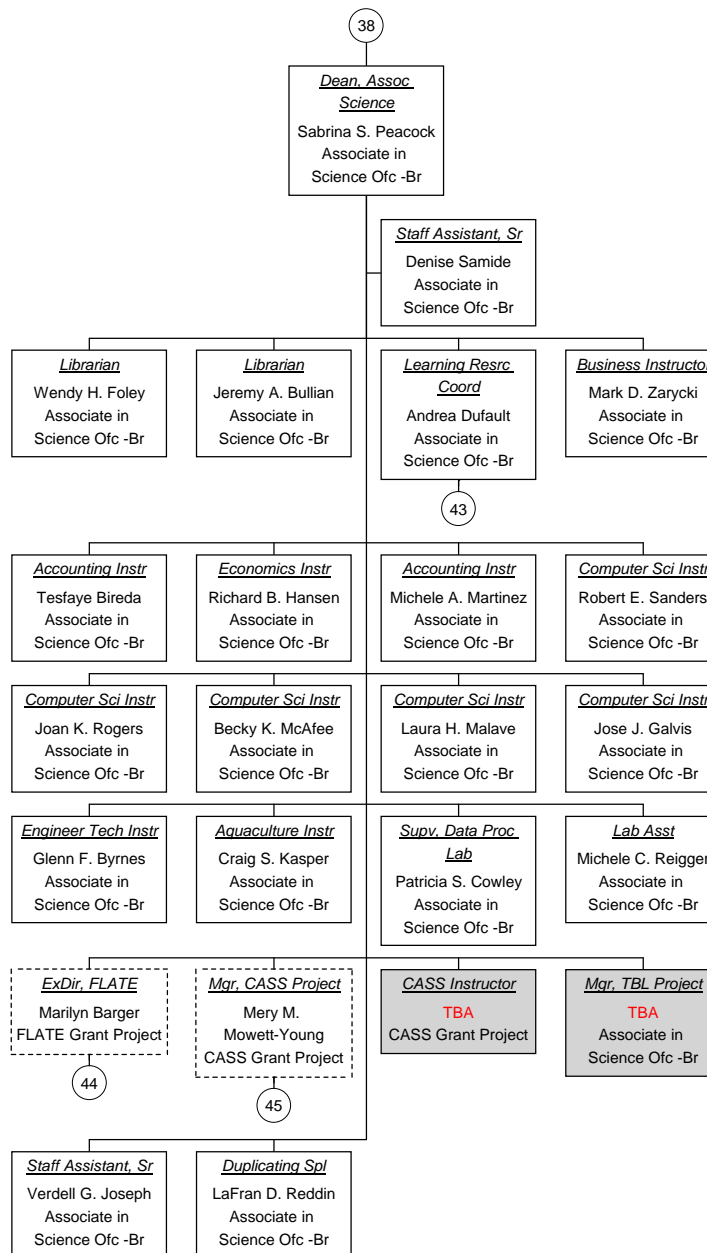 38
Dean, Assoc
Science
Sabrina S. Peacock
Associate in
Science Ofc -Br
Staff Assistant, Sr
Denise Samide
Associate in
Science Ofc -Br
Librarian
Wendy H. Foley
Associate in
Science Ofc -Br
Librarian
Jeremy A. Bullian
Associate in
Science Ofc -Br
Learning Resrc
Coord
Andrea Dufault
Associate in
Science Ofc -Br
Business Instructor
Mark D. Zarycki
Associate in
Science Ofc -Br
43
Accounting Instr
Tesfaye Bireda
Associate in
Science Ofc -Br
Economics Instr
Richard B. Hansen
Associate in
Science Ofc -Br
Accounting Instr
Michele A. Martinez
Associate in
Science Ofc -Br
Computer Sci Instr
Robert E. Sanders
Associate in
Science Ofc -Br
Computer Sci Instr
Joan K. Rogers
Associate in
Science Ofc -Br
Computer Sci Instr
Becky K. McAfee
Associate in
Science Ofc -Br
Computer Sci Instr
Laura H. Malave
Associate in
Science Ofc -Br
Computer Sci Instr
Jose J. Galvis
Associate in
Science Ofc -Br
Engineer Tech Instr
Glenn F. Byrnes
Associate in
Science Ofc -Br
Aquaculture Instr
Craig S. Kasper
Associate in
Science Ofc -Br
Supv, Data Proc
Lab
Patricia S. Cowley
Associate in
Science Ofc -Br
Lab Asst
Michele C. Reigger
Associate in
Science Ofc -Br
ExDir, FLATE
Marilyn Barger
FLATE Grant Project
Mgr, CASS Project
Mery M.
Mowett-Young
CASS Grant Project
CASS Instructor
TBA
CASS Grant Project
Mgr, TBL Project
TBA
Associate in
Science Ofc -Br
44
45
Staff Assistant, Sr
Verdell G. Joseph
Associate in
Science Ofc -Br
Duplicating Spl
LaFran D. Reddin
Associate in
Science Ofc -Br